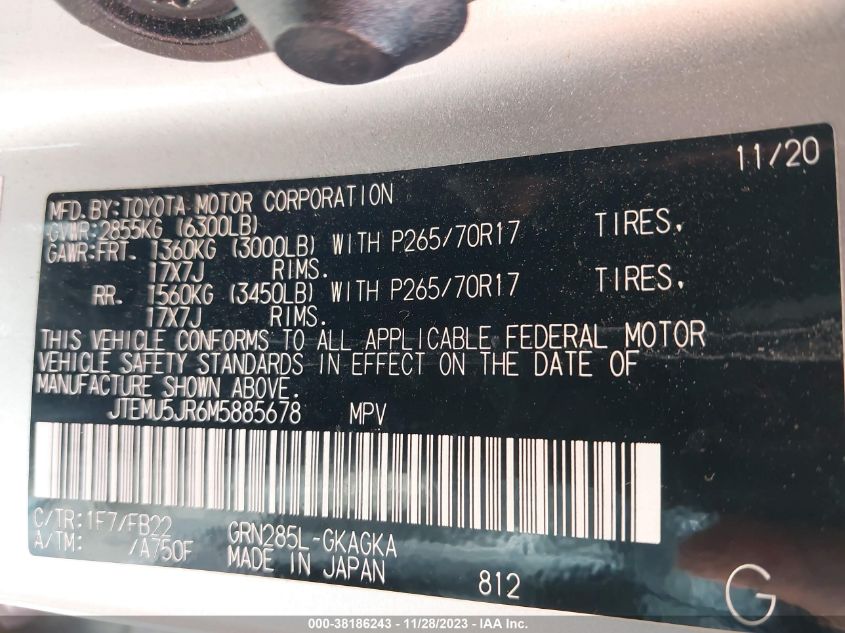 11/20
MFD.BY:TOYOTA MOTOR CORPORATION
GVWR:2855KG (6300LB)
GAWR:FRT. 1360KG (3000LB) WITH P265/70R17 TIRES.
17X7J RIMS.
RR. 1560KG (3450LB) WITH P265/70R17 TIRES.
17X7J RIMS.
THIS VEHICLE CONFORMS TO ALL APPLICABLE FEDERAL MOTOR
VEHICLE SAFETY STANDARDS IN EFFECT ON THE DATE OF
MANUFACTURE SHOWN ABOVE.
JTEMU5JR6M5885678 MPV
C/TR:1F7/FB22 GRN285L-GKAGKA
A/TM: /A750F MADE IN JAPAN
812 G
000-38186243 - 11/28/2023 - IAA Inc.